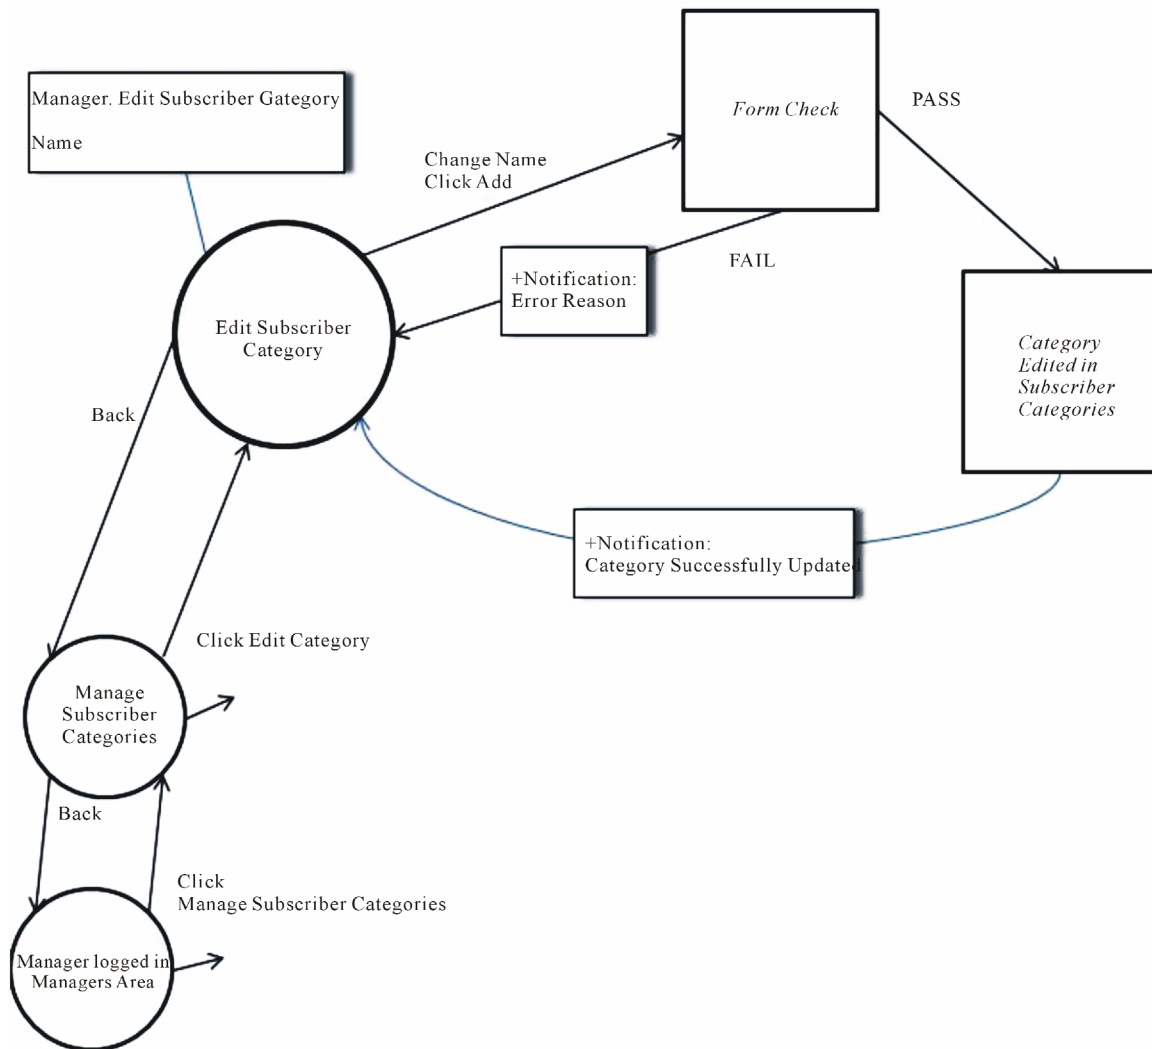 Manager. Edit Subscriber Gategory
Name
Form Check
PASS
Change Name
Click Add
FAIL
+Notification:
Error Reason
Edit Subscriber
Category
Category
Edited in
Subscriber
Categories
Back
+Notification:
Category Successfully Updated
Click Edit Category
Manage
Subscriber
Categories
Back
Click
Manage Subscriber Categories
Manager logged in
Managers Area